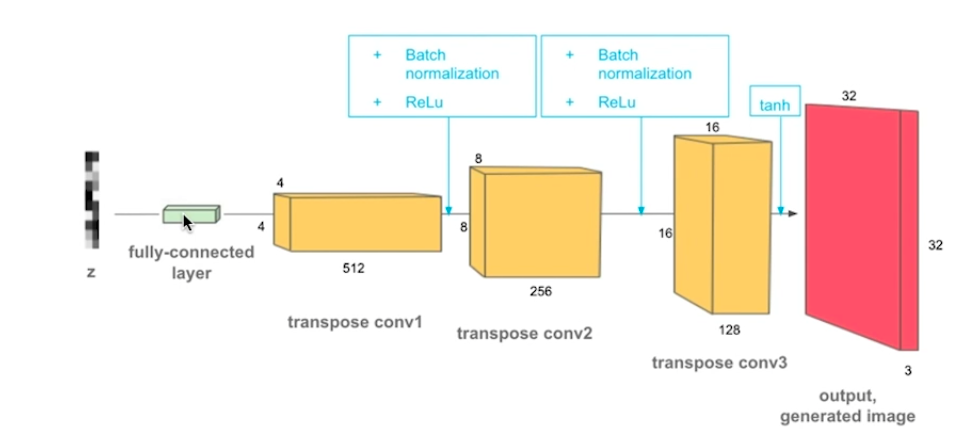 + Batch
normalization
+ ReLu
+ Batch
normalization
+ ReLu
tanh
32
16
8
4
4
8
16
32
z
fully-connected
layer
512
256
128
3
transpose conv1
transpose conv2
transpose conv3
output,
generated image